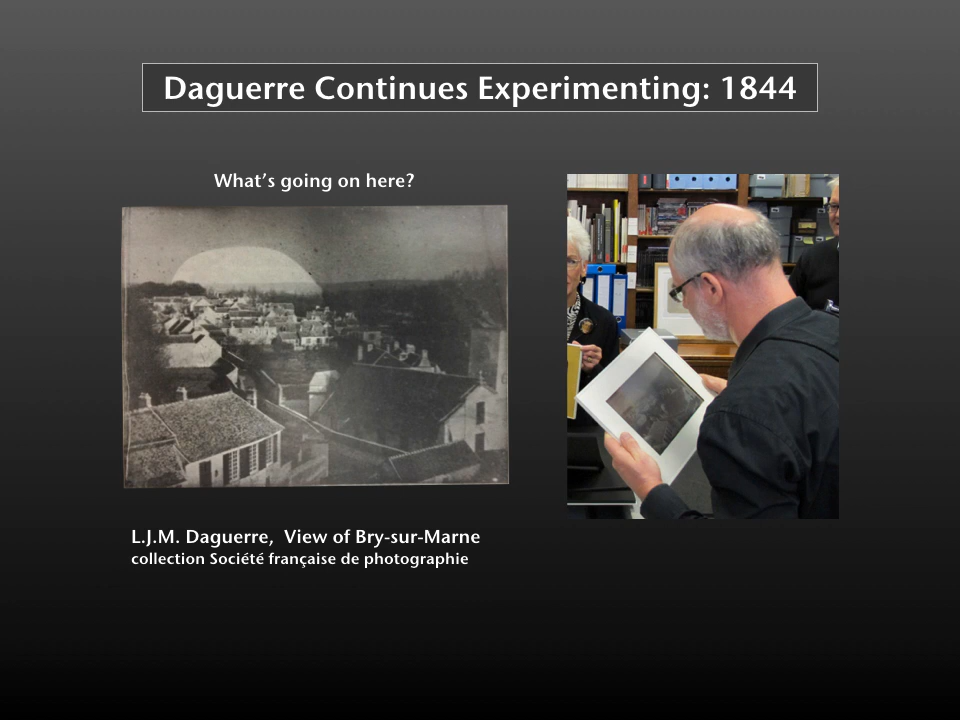 Daguerre Continues Experimenting: 1844
What’s going on here?
L.J.M. Daguerre,  View of Bry-sur-Marne
collection Société française de photographie